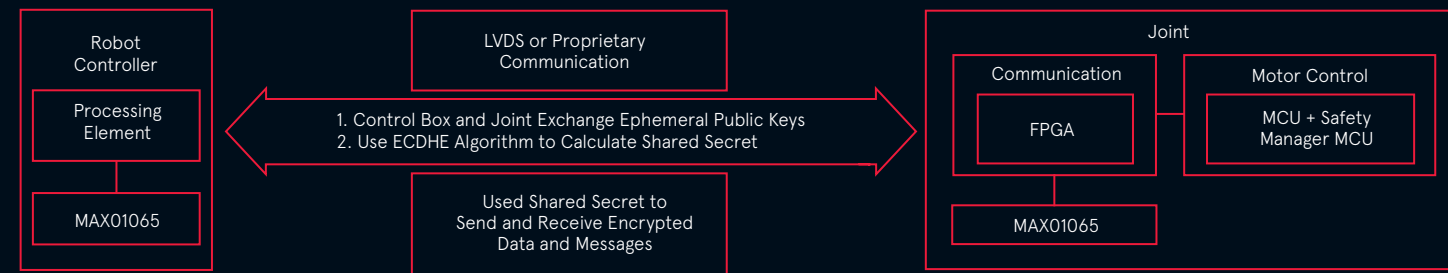 Robot
Controller
Processing
Element
MAX01065
LVDS or Proprietary
Communication
1. Control Box and Joint Exchange Ephemeral Public Keys
2. Use ECDHE Algorithm to Calculate Shared Secret
Used Shared Secret to
Send and Receive Encrypted
Data and Messages
Joint
Communication
FPGA
MAX01065
Motor Control
MCU + Safety
Manager MCU